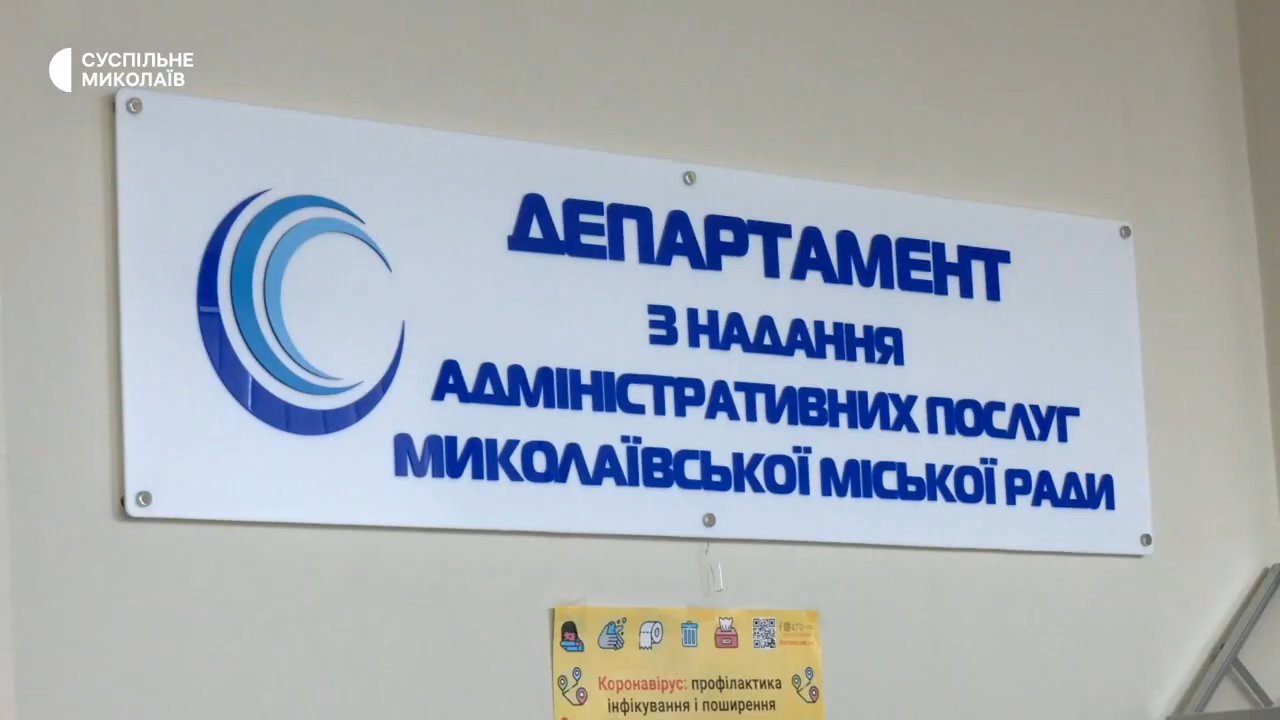 СУСПІЛЬНЕ
МИКОЛАЇВ
ДЕПАРТАМЕНТ
З НАДАННЯ
АДМІНІСТРАТИВНИХ ПОСЛУГ
МИКОЛАЇВСЬКОЇ МІСЬКОЇ РАДИ
Коронавірус: профілактика
інфікування і поширення